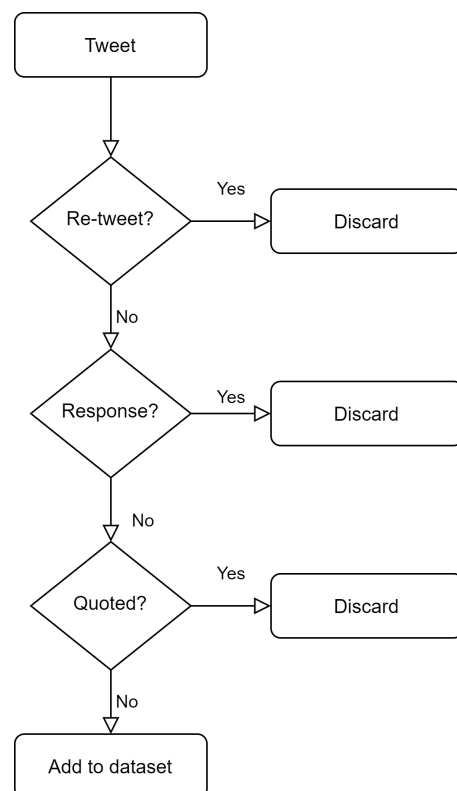 Tweet
Yes
Re-tweet?
Discard
No
Yes
Response?
Discard
No
Yes
Quoted?
Discard
No
Add to dataset